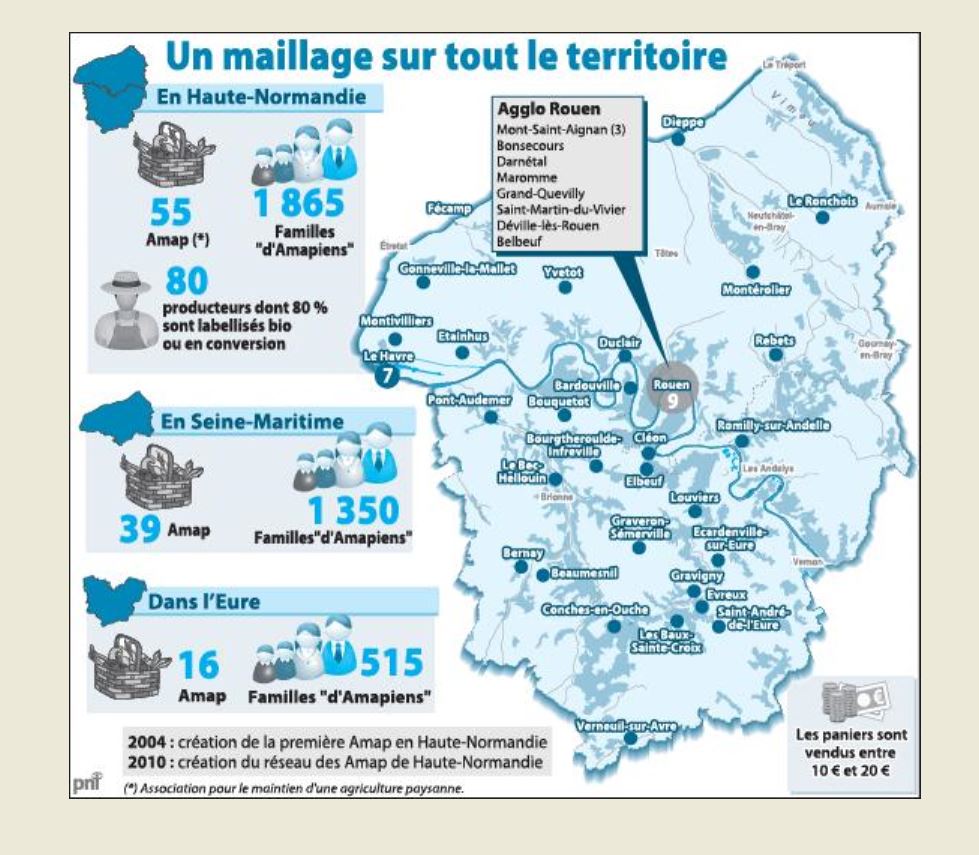 Un maillage sur tout le territoire
En Haute-Normandie
55
Amap (*)
1 865
Familles
"d'Amapiens"
80
producteurs dont 80 %
sont labellisés bio
ou en conversion
En Seine-Maritime
39 Amap
1 350
Familles"d'Amapiens"
Dans l'Eure
16
Amap
515
Familles "d'Amapiens"
2004 : création de la première Amap en Haute-Normandie
2010 : création du réseau des Amap de Haute-Normandie
(*) Association pour le maintien d'une agriculture paysanne.
Agglo Rouen
Mont-Saint-Aignan (3)
Bonsecours
Darnétal
Maromme
Grand-Quevilly
Saint-Martin-du-Vivier
Déville-lès-Rouen
Belbeuf
Le Tréport
Vimeu
Dieppe
Le Ronchois
Aumale
Neufchâtel-
en-Bray
Fécamp
Étretat
Tôtes
Gonneville-la-Mallet
Yvetot
Montérolier
Montivilliers
Etainhus
Duclair
Rebets
Gournay-
en-Bray
Le Havre
7
Bardouville
Rouen
9
Pont-Audemer
Bouquetot
Bourgtheroulde-
Infreville
Cléon
Romilly-sur-Andelle
Le Bec-
Hellouin
Elbeuf
Les Andelys
Brionne
Louviers
Graveron-
Sémerville
Ecardenville-
sur-Eure
Bernay
Beaumesnil
Vernon
Gravigny
Evreux
Conches-en-Ouche
Saint-André-
de-l'Eure
Les Baux-
Sainte-Croix
Verneuil-sur-Avre
Les paniers sont
vendus entre
10 € et 20 €